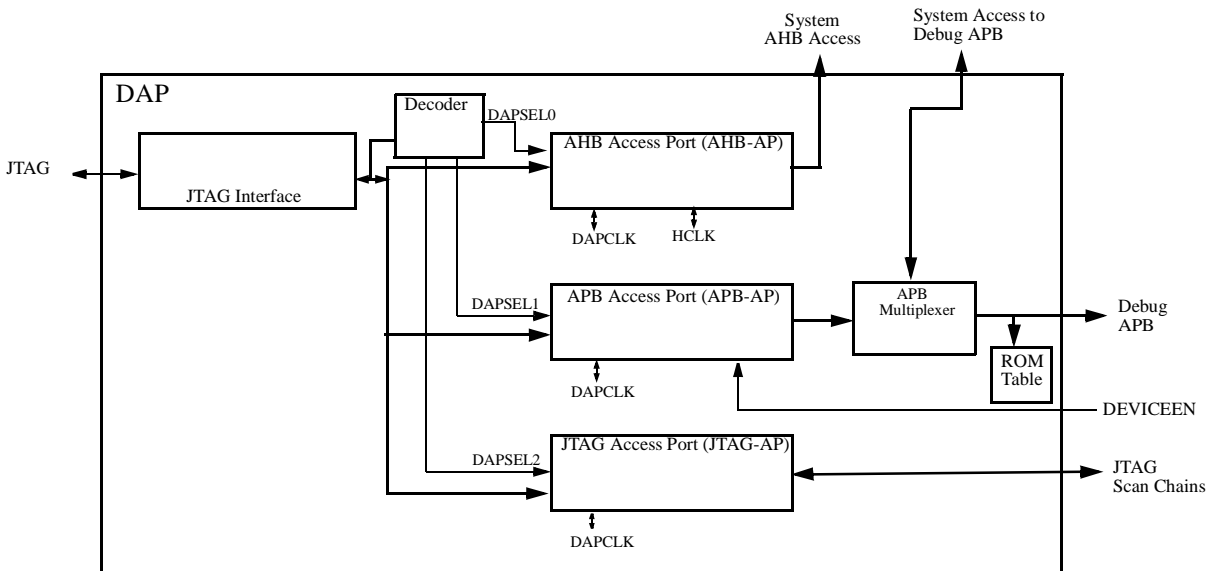 System
AHB Access
System Access to
Debug APB
DAP
Decoder
DAPSEL0
JTAG
JTAG Interface
AHB Access Port (AHB-AP)
DAPCLK
HCLK
DAPSEL1
APB Access Port (APB-AP)
APB
Multiplexer
Debug
APB
ROM
Table
DAPCLK
DEVICEEN
DAPSEL2
JTAG Access Port (JTAG-AP)
JTAG
Scan Chains
DAPCLK